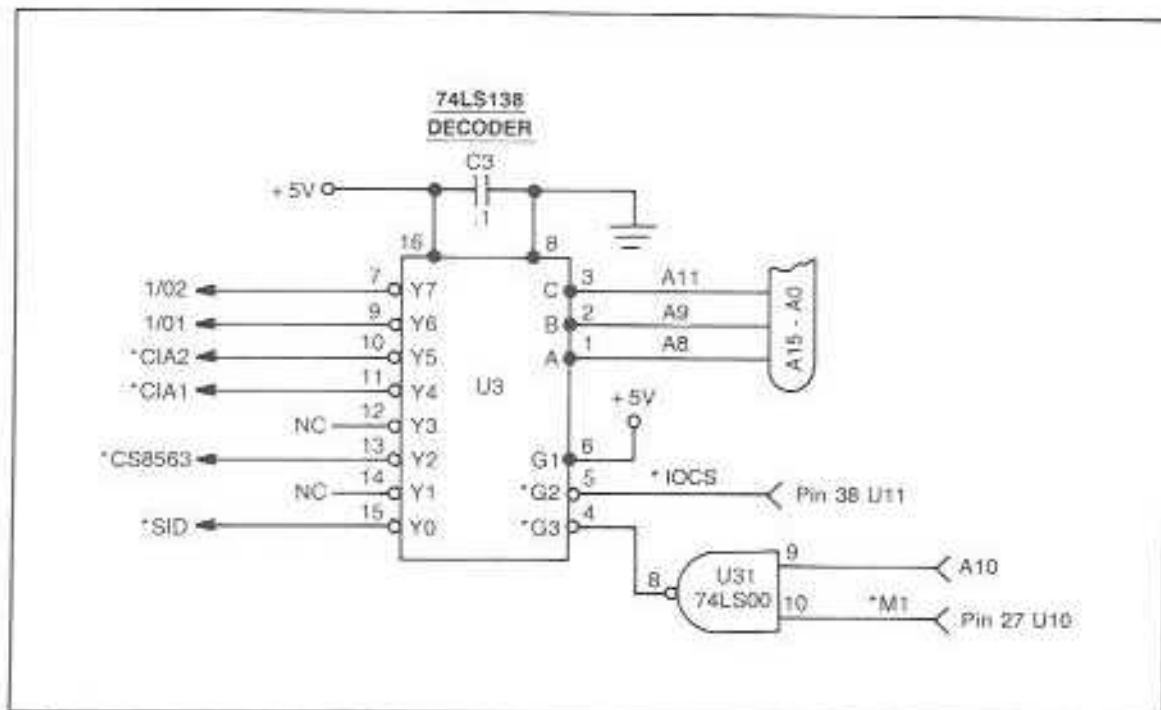 74LS138
DECODER
C3
+5V
.1
16
8
1/02
7
Y7
C
3
A11
1/01
9
Y6
B
2
A9
*CIA2
10
Y5
A
1
A8
A15 - A0
*CIA1
11
Y4
U3
NC
12
Y3
+5V
*CS8563
13
Y2
G1
6
NC
14
Y1
*G2
5
*IOCS
Pin 38 U11
*SID
15
Y0
*G3
4
9
A10
8
U31
74LS00
10
*M1
Pin 27 U10